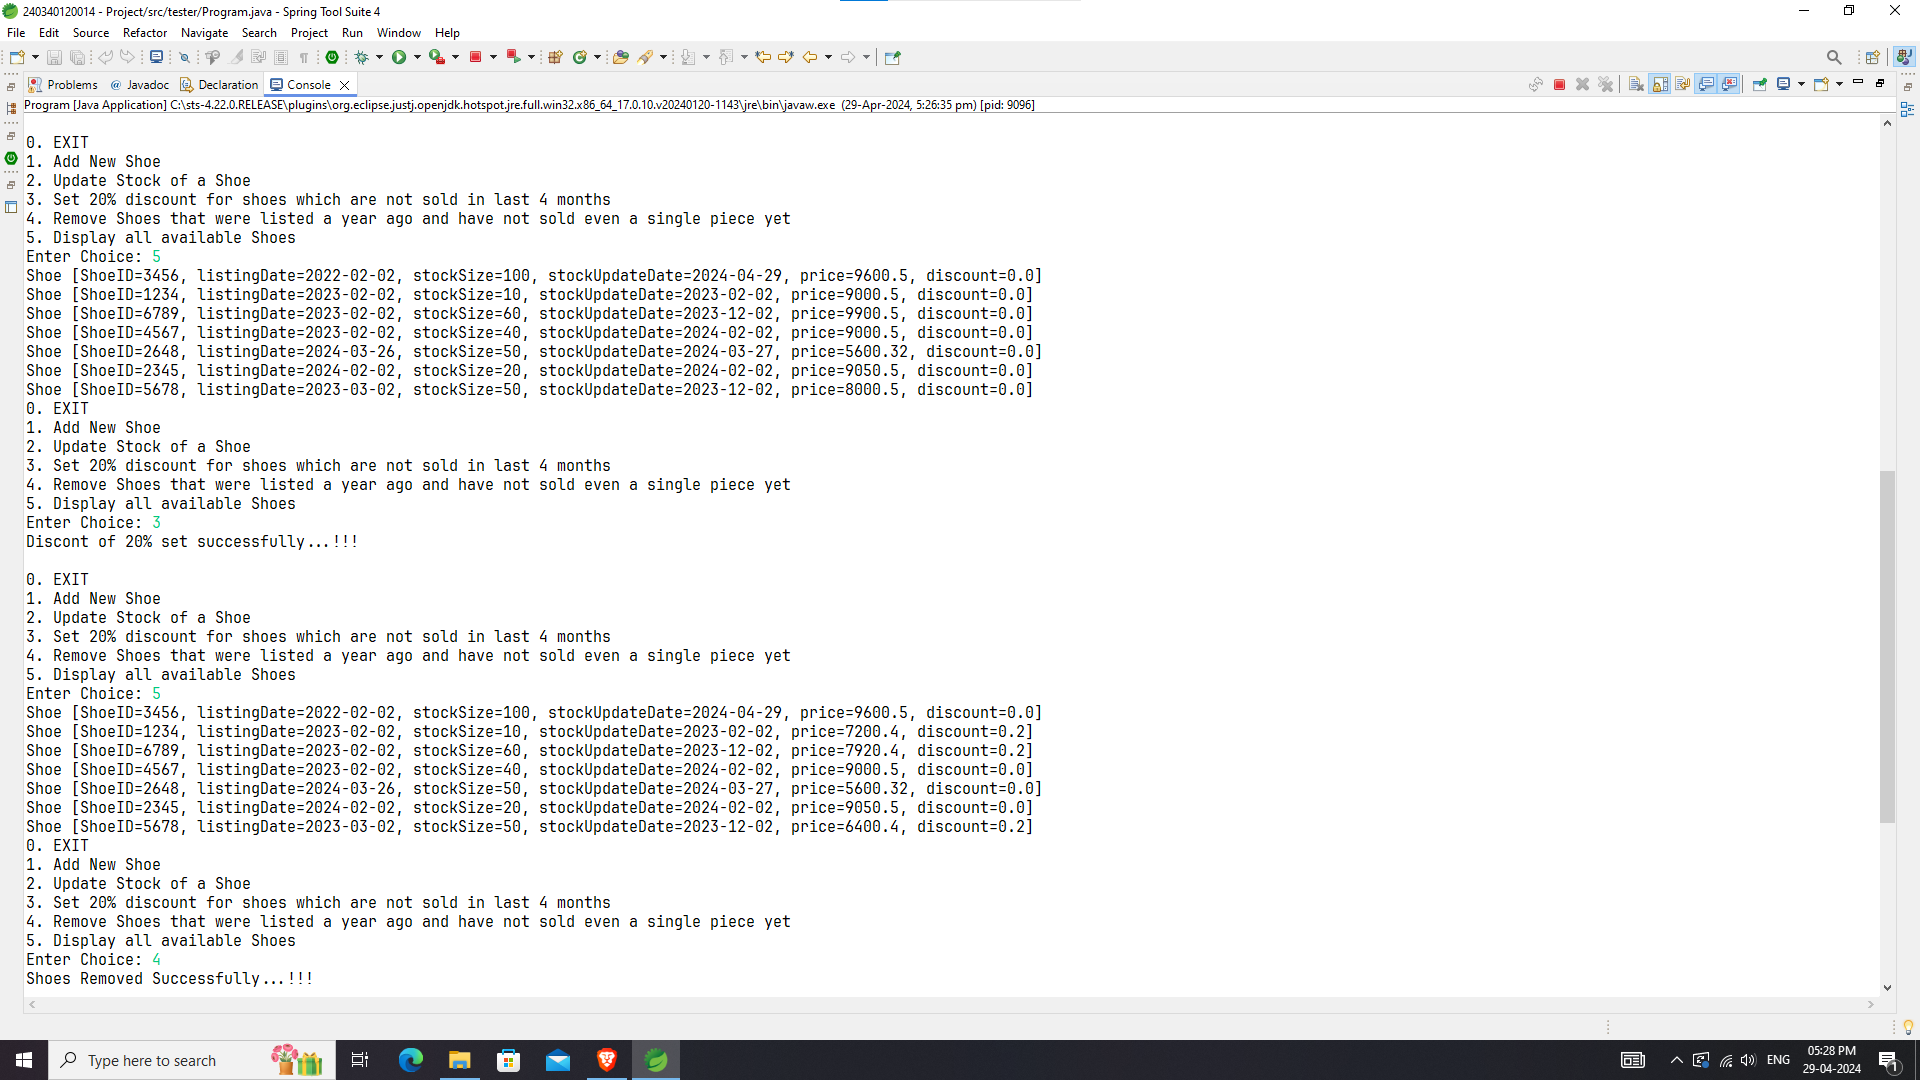 240340120014 - Project/src/tester/Program.java - Spring Tool Suite 4
File Edit Source Refactor Navigate Search Project Run Window Help
Problems @ Javadoc Declaration Console
Program [Java Application] C:\sts-4.22.0.RELEASE\plugins\org.eclipse.justj.openjdk.hotspot.jre.full.win32.x86_64_17.0.10.v20240120-1143\jre\bin\javaw.exe (29-Apr-2024, 5:26:35 pm) [pid: 9096]
0. EXIT
1. Add New Shoe
2. Update Stock of a Shoe
3. Set 20% discount for shoes which are not sold in last 4 months
4. Remove Shoes that were listed a year ago and have not sold even a single piece yet
5. Display all available Shoes
Enter Choice: 5
Shoe [ShoeID=3456, listingDate=2022-02-02, stockSize=100, stockUpdateDate=2024-04-29, price=9600.5, discount=0.0]
Shoe [ShoeID=1234, listingDate=2023-02-02, stockSize=10, stockUpdateDate=2023-02-02, price=9000.5, discount=0.0]
Shoe [ShoeID=6789, listingDate=2023-02-02, stockSize=60, stockUpdateDate=2023-12-02, price=9900.5, discount=0.0]
Shoe [ShoeID=4567, listingDate=2023-02-02, stockSize=40, stockUpdateDate=2024-02-02, price=9000.5, discount=0.0]
Shoe [ShoeID=2648, listingDate=2024-03-26, stockSize=50, stockUpdateDate=2024-03-27, price=5600.32, discount=0.0]
Shoe [ShoeID=2345, listingDate=2024-02-02, stockSize=20, stockUpdateDate=2024-02-02, price=9050.5, discount=0.0]
Shoe [ShoeID=5678, listingDate=2023-03-02, stockSize=50, stockUpdateDate=2023-12-02, price=8000.5, discount=0.0]
0. EXIT
1. Add New Shoe
2. Update Stock of a Shoe
3. Set 20% discount for shoes which are not sold in last 4 months
4. Remove Shoes that were listed a year ago and have not sold even a single piece yet
5. Display all available Shoes
Enter Choice: 3
Discont of 20% set successfully...!!!
0. EXIT
1. Add New Shoe
2. Update Stock of a Shoe
3. Set 20% discount for shoes which are not sold in last 4 months
4. Remove Shoes that were listed a year ago and have not sold even a single piece yet
5. Display all available Shoes
Enter Choice: 5
Shoe [ShoeID=3456, listingDate=2022-02-02, stockSize=100, stockUpdateDate=2024-04-29, price=9600.5, discount=0.0]
Shoe [ShoeID=1234, listingDate=2023-02-02, stockSize=10, stockUpdateDate=2023-02-02, price=7200.4, discount=0.2]
Shoe [ShoeID=6789, listingDate=2023-02-02, stockSize=60, stockUpdateDate=2023-12-02, price=7920.4, discount=0.2]
Shoe [ShoeID=4567, listingDate=2023-02-02, stockSize=40, stockUpdateDate=2024-02-02, price=9000.5, discount=0.0]
Shoe [ShoeID=2648, listingDate=2024-03-26, stockSize=50, stockUpdateDate=2024-03-27, price=5600.32, discount=0.0]
Shoe [ShoeID=2345, listingDate=2024-02-02, stockSize=20, stockUpdateDate=2024-02-02, price=9050.5, discount=0.0]
Shoe [ShoeID=5678, listingDate=2023-03-02, stockSize=50, stockUpdateDate=2023-12-02, price=6400.4, discount=0.2]
0. EXIT
1. Add New Shoe
2. Update Stock of a Shoe
3. Set 20% discount for shoes which are not sold in last 4 months
4. Remove Shoes that were listed a year ago and have not sold even a single piece yet
5. Display all available Shoes
Enter Choice: 4
Shoes Removed Successfully...!!!
Type here to search
ENG
05:28 PM
29-04-2024
1